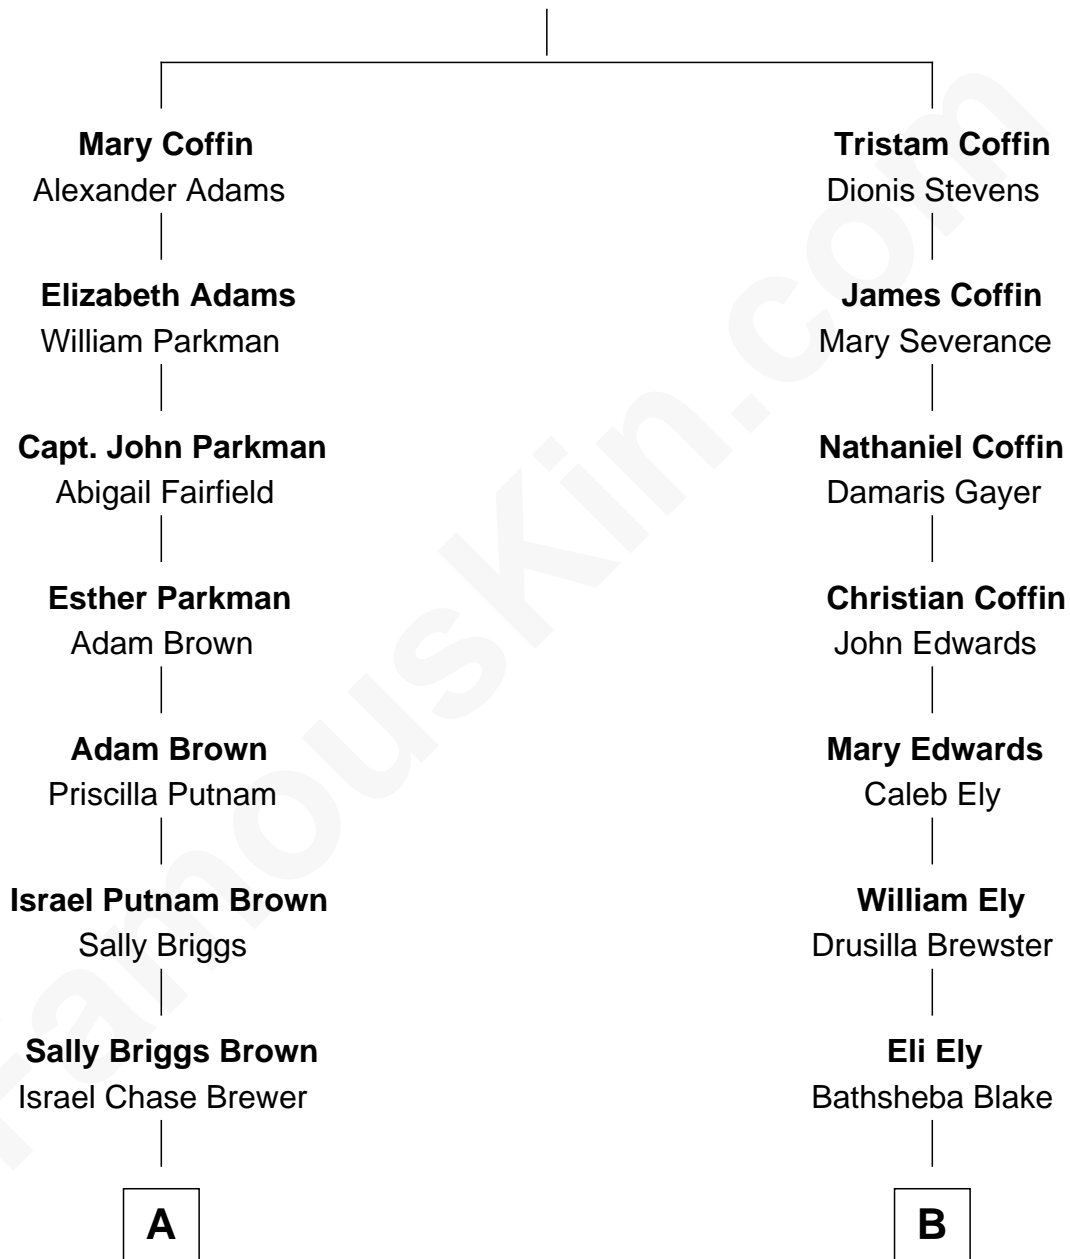 Mary Coffin
Alexander Adams
Elizabeth Adams
William Parkman
Capt. John Parkman
Abigail Fairfield
Esther Parkman
Adam Brown
Adam Brown
Priscilla Putnam
Israel Putnam Brown
Sally Briggs
Sally Briggs Brown
Israel Chase Brewer
A
Tristam Coffin
Dionis Stevens
James Coffin
Mary Severance
Nathaniel Coffin
Damaris Gayer
Christian Coffin
John Edwards
Mary Edwards
Caleb Ely
William Ely
Drusilla Brewster
Eli Ely
Bathsheba Blake
B
FamousKin.com